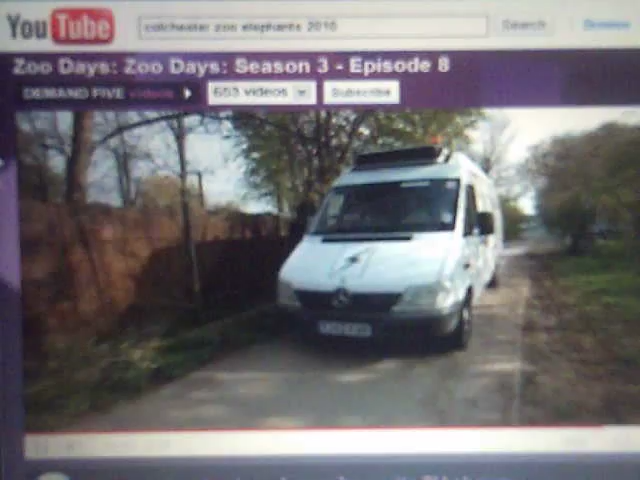 YouTube colchester zoo elephants 2010 Search Browse
Zoo Days: Zoo Days: Season 3 - Episode 8
DEMAND FIVE videos 653 videos Subscribe